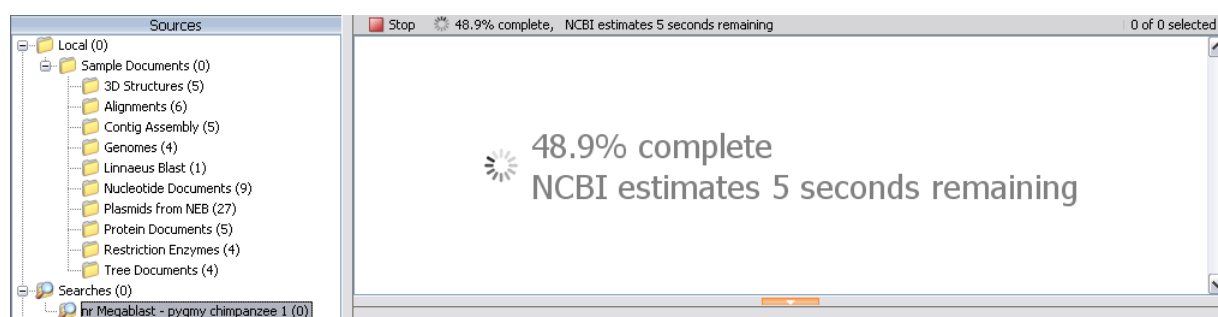 Sources
Local (0)
Sample Documents (0)
3D Structures (5)
Alignments (6)
Contig Assembly (5)
Genomes (4)
Linnaeus Blast (1)
Nucleotide Documents (9)
Plasmids from NEB (27)
Protein Documents (5)
Restriction Enzymes (4)
Tree Documents (4)
Searches (0)
nr Megablast - pygmy chimpanzee 1 (0)
Stop 48.9% complete, NCBI estimates 5 seconds remaining 0 of 0 selected
48.9% complete
NCBI estimates 5 seconds remaining